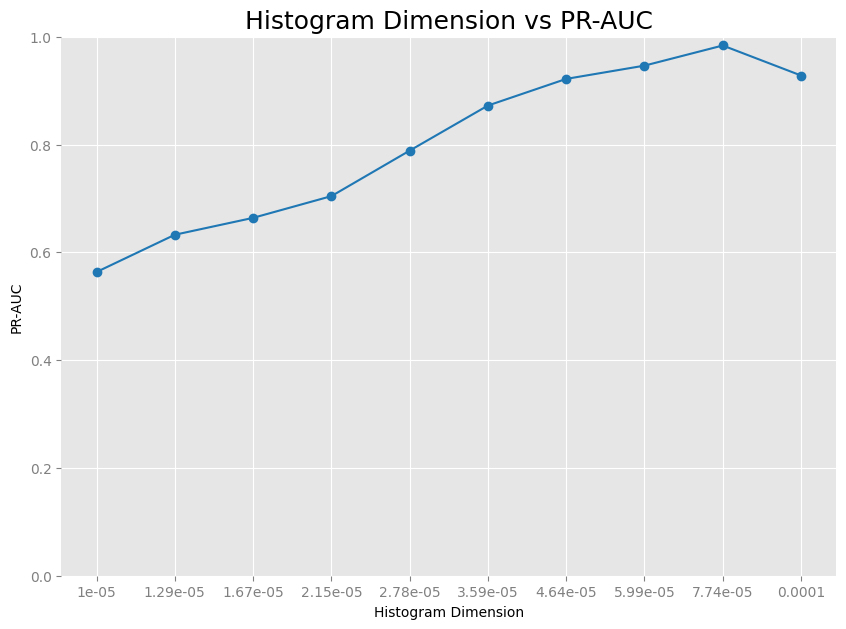 Histogram Dimension vs PR-AUC
1.0
0.8
0.6
0.4
0.2
0.0
PR-AUC
1e-05 1.29e-05 1.67e-05 2.15e-05 2.78e-05 3.59e-05 4.64e-05 5.99e-05 7.74e-05 0.0001
Histogram Dimension